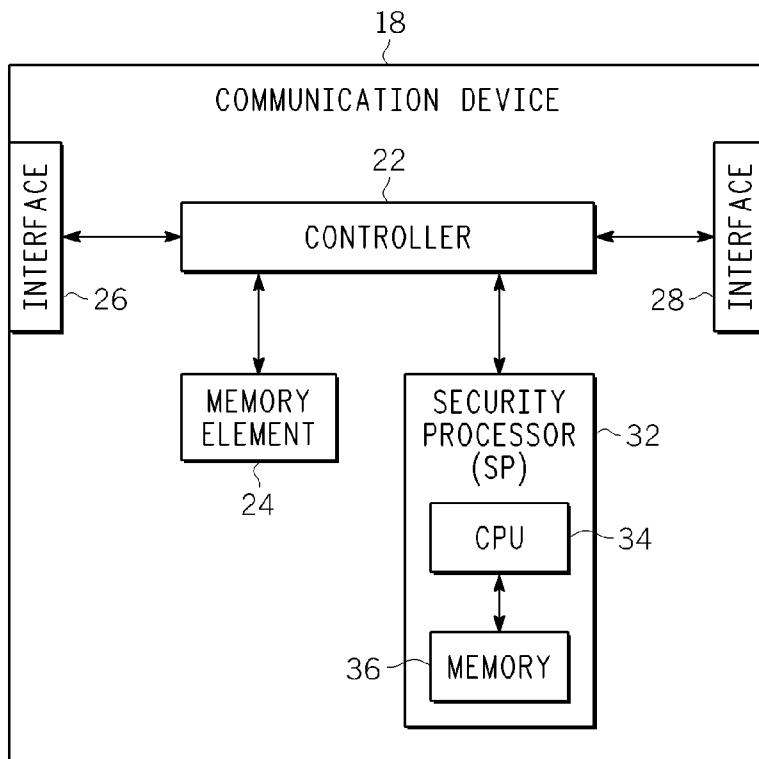 18
COMMUNICATION DEVICE
INTERFACE
26
22
CONTROLLER
28
INTERFACE
MEMORY
ELEMENT
24
SECURITY
PROCESSOR
(SP)
32
CPU
34
36
MEMORY